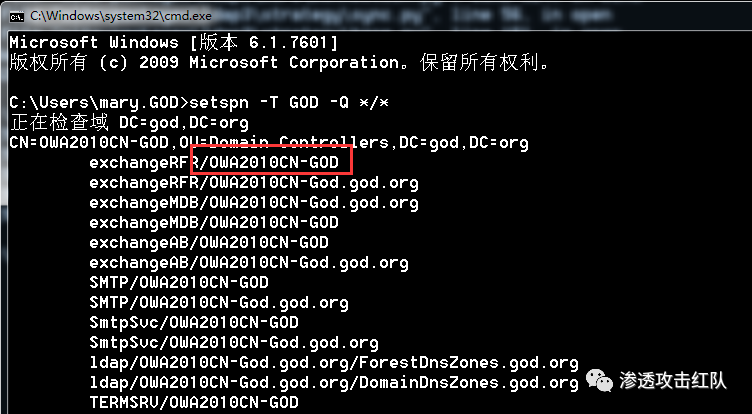 C:\Windows\system32\cmd.exe
Microsoft Windows [版本 6.1.7601]
版权所有 (c) 2009 Microsoft Corporation。保留所有权利。
C:\Users\mary.GOD>setspn -T GOD -Q */*
正在检查域 DC=god,DC=org
CN=OWA2010CN-GOD,OU=Domain Controllers,DC=god,DC=org
exchangeRFR/OWA2010CN-GOD
exchangeRFR/OWA2010CN-God.god.org
exchangeMDB/OWA2010CN-God.god.org
exchangeMDB/OWA2010CN-GOD
exchangeAB/OWA2010CN-GOD
exchangeAB/OWA2010CN-God.god.org
SMTP/OWA2010CN-GOD
SMTP/OWA2010CN-God.god.org
SmtpSvc/OWA2010CN-GOD
SmtpSvc/OWA2010CN-God.god.org
ldap/OWA2010CN-God.god.org/ForestDnsZones.god.org
ldap/OWA2010CN-God.god.org/DomainDnsZones.god.org
TERMSRV/OWA2010CN-GOD
渗透攻击红队